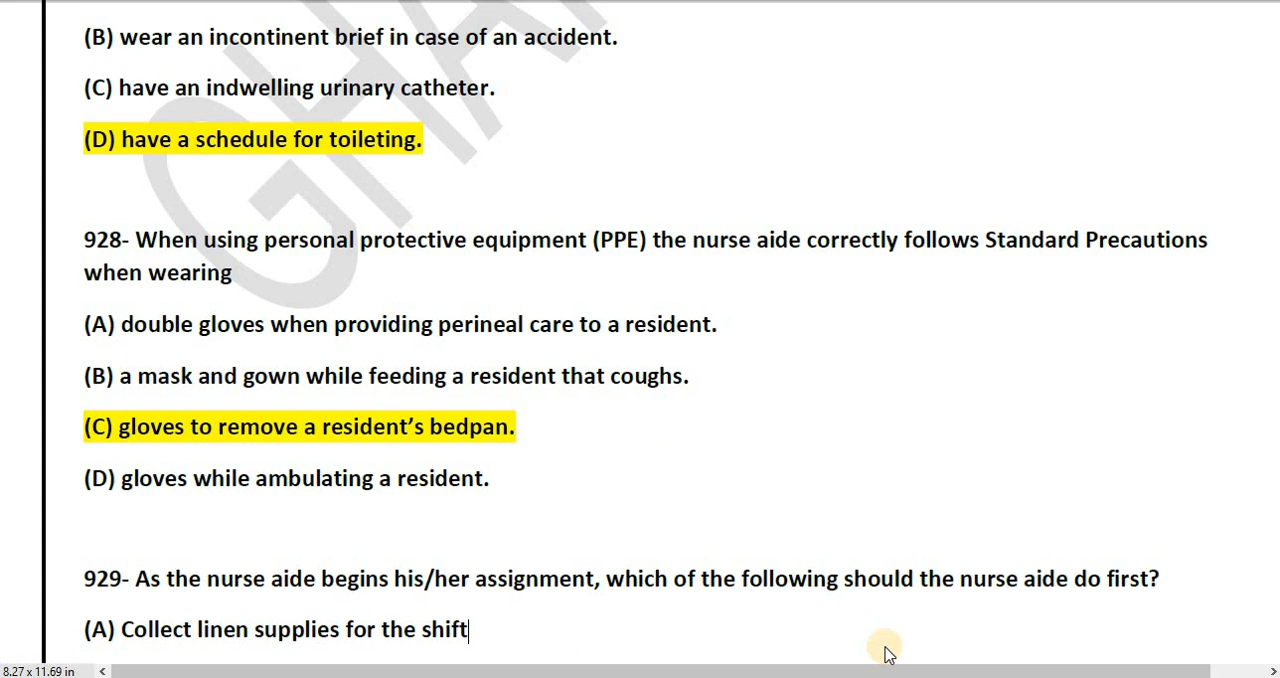 (B) wear an incontinent brief in case of an accident.
(C) have an indwelling urinary catheter.
(D) have a schedule for toileting.
928- When using personal protective equipment (PPE) the nurse aide correctly follows Standard Precautions
when wearing
(A) double gloves when providing perineal care to a resident.
(B) a mask and gown while feeding a resident that coughs.
(C) gloves to remove a resident’s bedpan.
(D) gloves while ambulating a resident.
929- As the nurse aide begins his/her assignment, which of the following should the nurse aide do first?
(A) Collect linen supplies for the shift
8.27 x 11.69 in